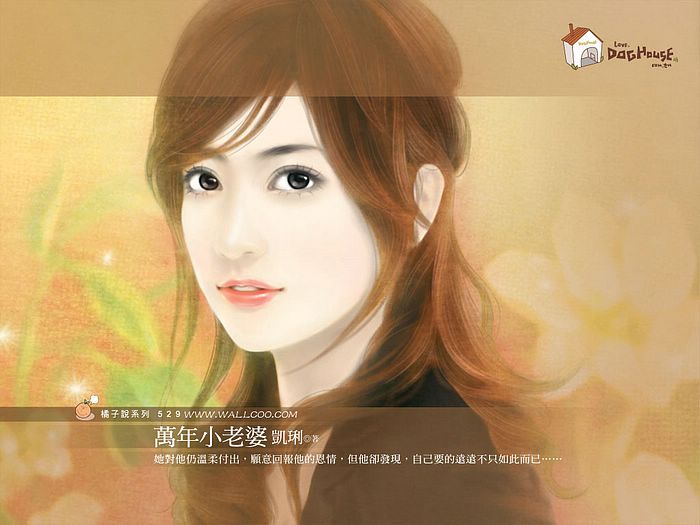 LOVE.
DOGHOUSE
COM.TW
橘子說系列 529 WWW.WALLCOO.COM
萬年小老婆 凱琍◎著
她對他仍溫柔付出，願意回報他的恩情，但他卻發現，自己要的遠遠不只如此而已……